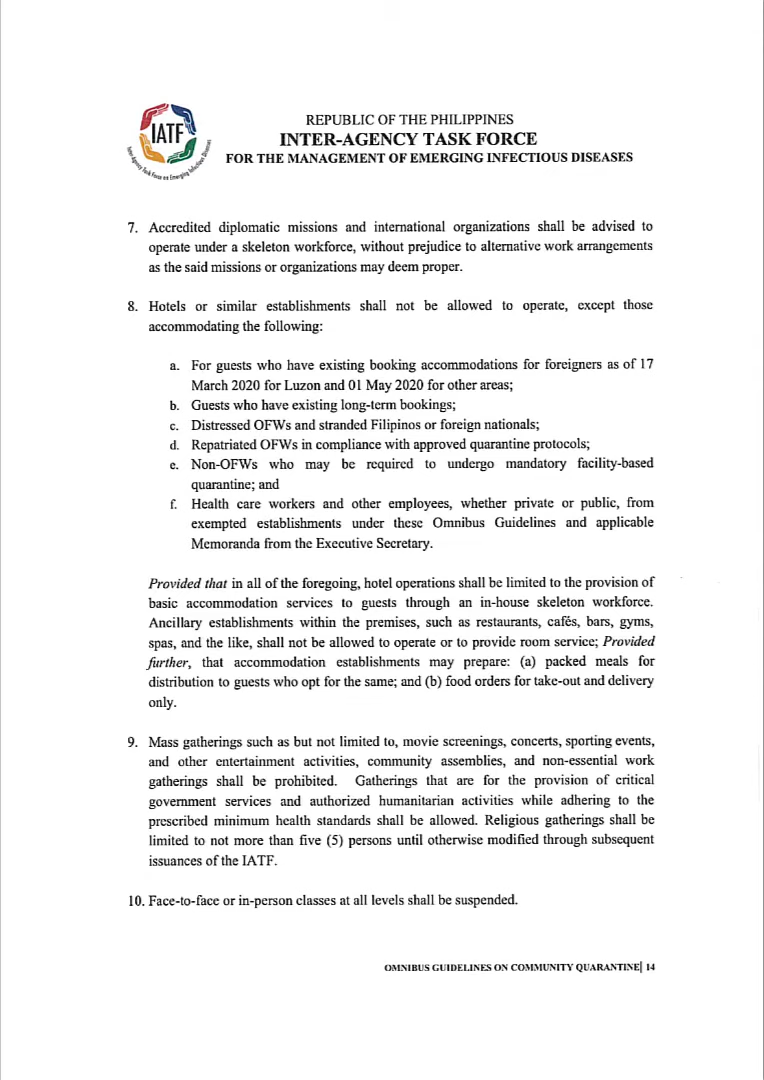 IATF
Inter-Agency Task Force on Emerging Infectious Diseases
REPUBLIC OF THE PHILIPPINES
INTER-AGENCY TASK FORCE
FOR THE MANAGEMENT OF EMERGING INFECTIOUS DISEASES
7. Accredited diplomatic missions and international organizations shall be advised to
operate under a skeleton workforce, without prejudice to alternative work arrangements
as the said missions or organizations may deem proper.
8. Hotels or similar establishments shall not be allowed to operate, except those
accommodating the following:
a. For guests who have existing booking accommodations for foreigners as of 17
March 2020 for Luzon and 01 May 2020 for other areas;
b. Guests who have existing long-term bookings;
c. Distressed OFWs and stranded Filipinos or foreign nationals;
d. Repatriated OFWs in compliance with approved quarantine protocols;
e. Non-OFWs who may be required to undergo mandatory facility-based
quarantine; and
f. Health care workers and other employees, whether private or public, from
exempted establishments under these Omnibus Guidelines and applicable
Memoranda from the Executive Secretary.
Provided that in all of the foregoing, hotel operations shall be limited to the provision of
basic accommodation services to guests through an in-house skeleton workforce.
Ancillary establishments within the premises, such as restaurants, cafés, bars, gyms,
spas, and the like, shall not be allowed to operate or to provide room service; Provided
further, that accommodation establishments may prepare: (a) packed meals for
distribution to guests who opt for the same; and (b) food orders for take-out and delivery
only.
9. Mass gatherings such as but not limited to, movie screenings, concerts, sporting events,
and other entertainment activities, community assemblies, and non-essential work
gatherings shall be prohibited. Gatherings that are for the provision of critical
government services and authorized humanitarian activities while adhering to the
prescribed minimum health standards shall be allowed. Religious gatherings shall be
limited to not more than five (5) persons until otherwise modified through subsequent
issuances of the IATF.
10. Face-to-face or in-person classes at all levels shall be suspended.
OMNIBUS GUIDELINES ON COMMUNITY QUARANTINE| 14